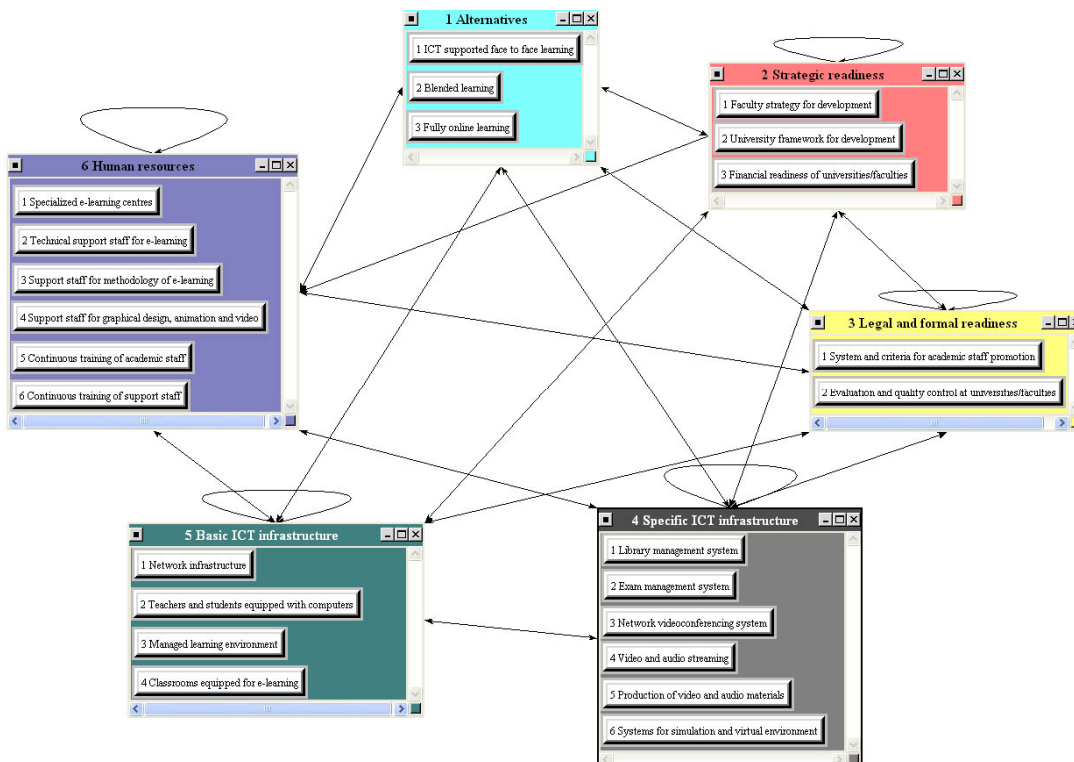 1 Alternatives
1 ICT supported face to face learning
2 Blended learning
3 Fully online learning
2 Strategic readiness
1 Faculty strategy for development
2 University framework for development
3 Financial readiness of universities/faculties
6 Human resources
1 Specialized e-learning centres
2 Technical support staff for e-learning
3 Support staff for methodology of e-learning
4 Support staff for graphical design, animation and video
5 Continuous training of academic staff
6 Continuous training of support staff
3 Legal and formal readiness
1 System and criteria for academic staff promotion
2 Evaluation and quality control at universities/faculties
5 Basic ICT infrastructure
1 Network infrastructure
2 Teachers and students equipped with computers
3 Managed learning environment
4 Classrooms equipped for e-learning
4 Specific ICT infrastructure
1 Library management system
2 Exam management system
3 Network videoconferencing system
4 Video and audio streaming
5 Production of video and audio materials
6 Systems for simulation and virtual environment